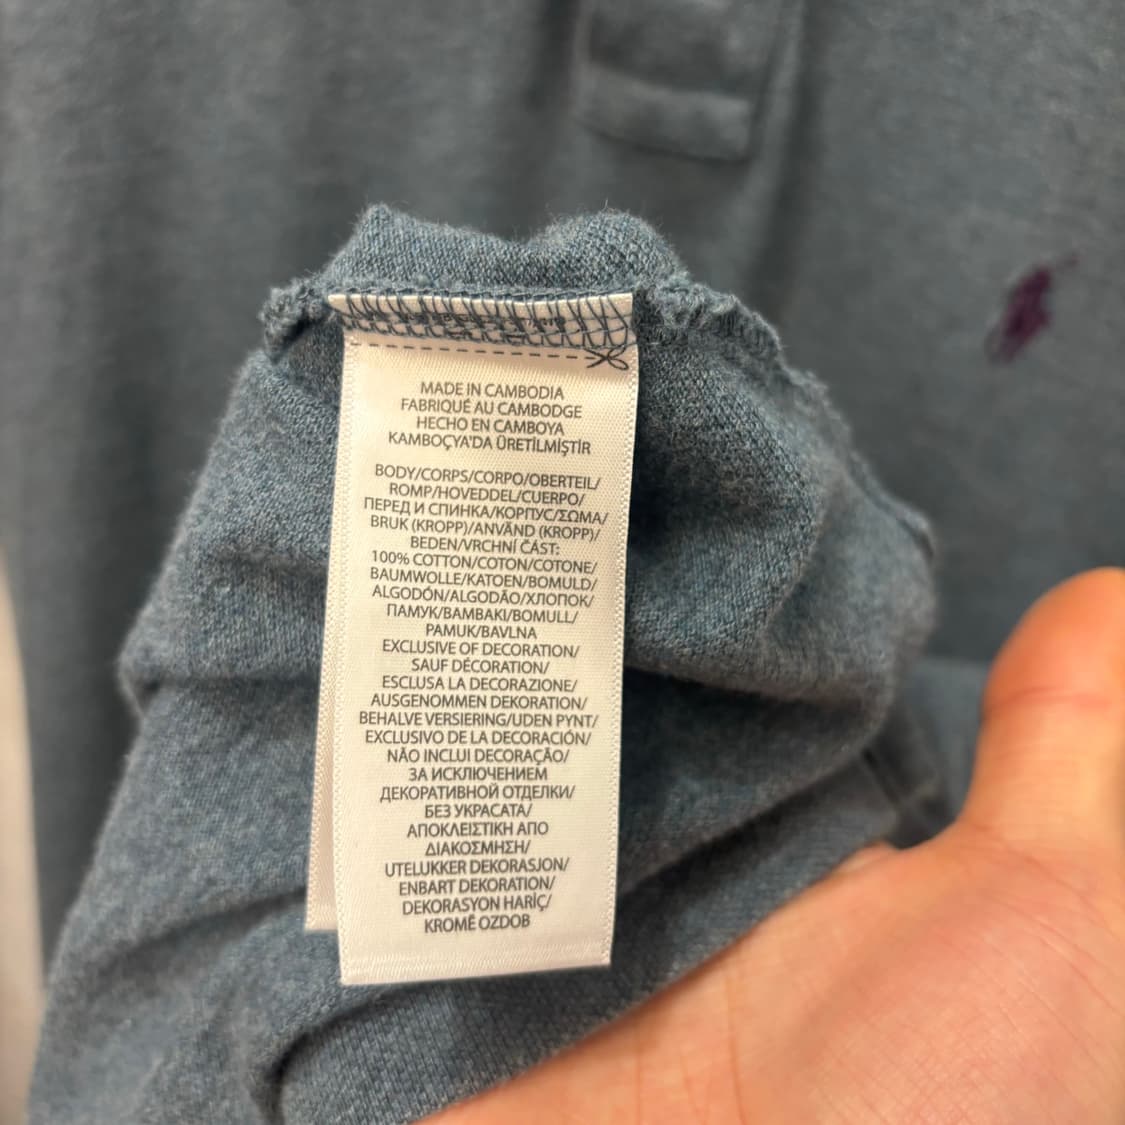 MADE IN CAMBODIA
FABRIQUÉ AU CAMBODGE
HECHO EN CAMBOYA
KAMBOÇYA'DA ÜRETİLMİŞTİR
BODY/CORPS/CORPO/OBERTEIL/
ROMP/HOVEDDEL/CUERPO/
ПЕРЕД И СПИНКА/КОРПУС/ΣΩΜΑ/
BRUK (KROPP)/ANVÄND (KROPP)/
BEDEN/VRCHNÍ ČÁST:
100% COTTON/COTON/COTONE/
BAUMWOLLE/KATOEN/BOMULD/
ALGODÓN/ALGODÃO/ХЛОПОК/
ПАМУК/ΒΑΜΒΑΚΙ/BOMULL/
PAMUK/BAVLNA
EXCLUSIVE OF DECORATION/
SAUF DÉCORATION/
ESCLUSA LA DECORAZIONE/
AUSGENOMMEN DEKORATION/
BEHALVE VERSIERING/UDEN PYNT/
EXCLUSIVO DE LA DECORACIÓN/
NÃO INCLUI DECORAÇÃO/
ЗА ИСКЛЮЧЕНИЕМ
ДЕКОРАТИВНОЙ ОТДЕЛКИ/
БЕЗ УКРАСАТА/
ΑΠΟΚΛΕΙΣΤΙΚΗ ΑΠΟ
ΔΙΑΚΟΣΜΗΣΗ/
UTELUKKER DEKORASJON/
ENBART DEKORATION/
DEKORASYON HARİÇ/
KROMĚ OZDOB